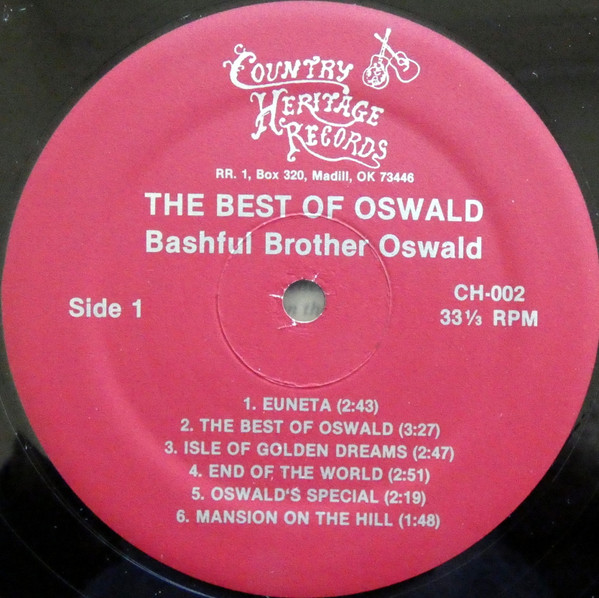 COUNTRY
HERITAGE
RECORDS
RR. 1, Box 320, Madill, OK 73446
THE BEST OF OSWALD
Bashful Brother Oswald
Side 1
CH-002
33⅓ RPM
1. EUNETA (2:43)
2. THE BEST OF OSWALD (3:27)
3. ISLE OF GOLDEN DREAMS (2:47)
4. END OF THE WORLD (2:51)
5. OSWALD'S SPECIAL (2:19)
6. MANSION ON THE HILL (1:48)